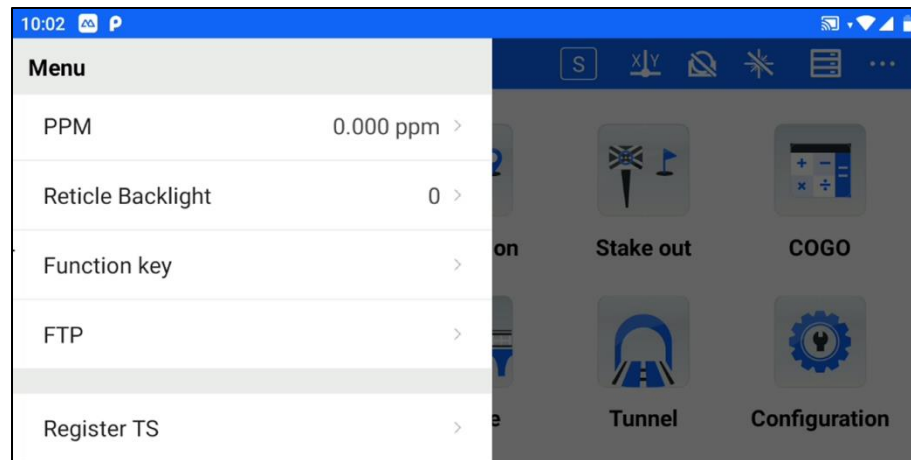 10:02
Menu
S X Y
PPM 0.000 ppm
Reticle Backlight 0
Function key
on Stake out COGO
FTP
Register TS
e Tunnel Configuration